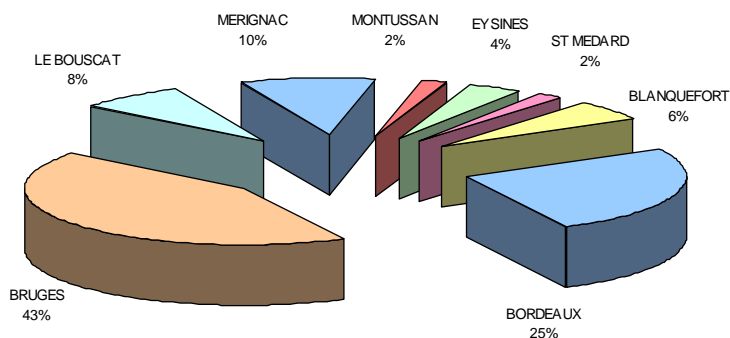 MERIGNAC
10%
MONTUSSAN
2%
EYSINES
4%
ST MEDARD
2%
BLANQUEFORT
6%
LE BOUSCAT
8%
BRUGES
43%
BORDEAUX
25%